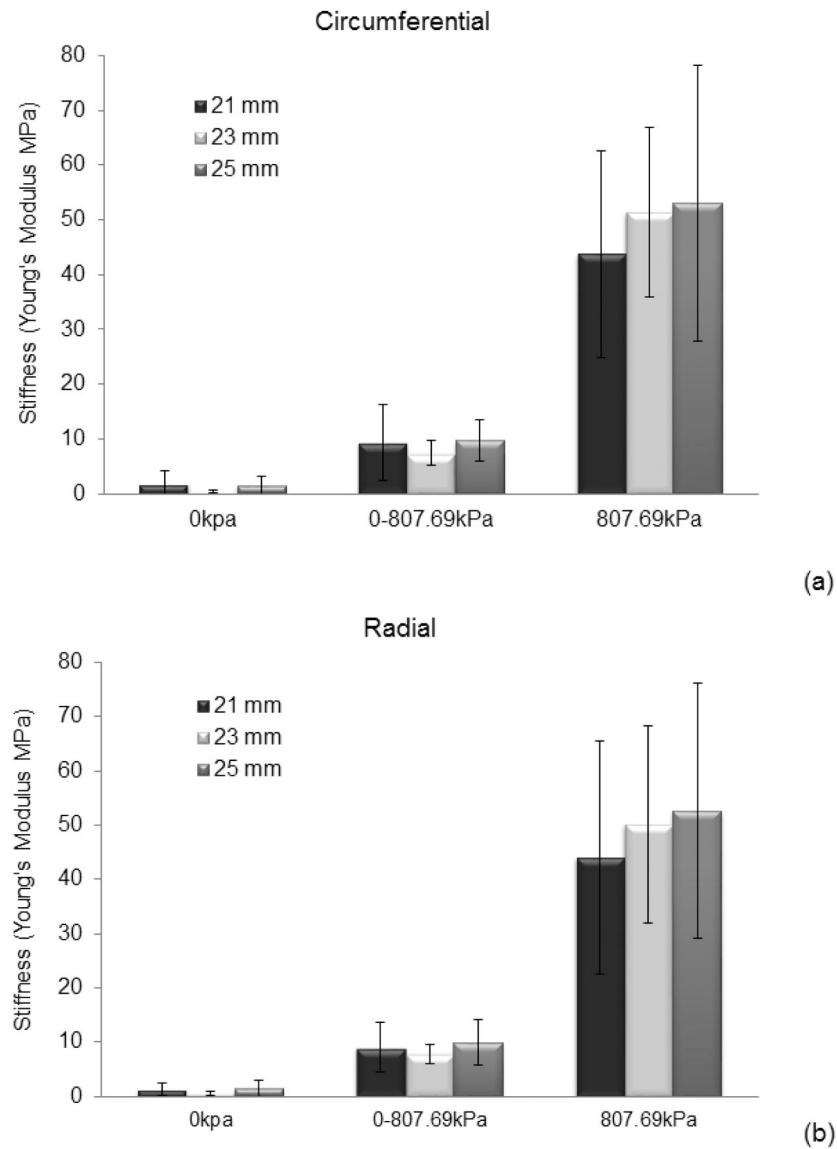 Circumferential
Stiffness (Young's Modulus MPa)
80
70
60
50
40
30
20
10
0
21 mm
23 mm
25 mm
0kpa
0-807.69kPa
807.69kPa
(a)
Radial
Stiffness (Young's Modulus MPa)
80
70
60
50
40
30
20
10
0
21 mm
23 mm
25 mm
0kpa
0-807.69kPa
807.69kPa
(b)